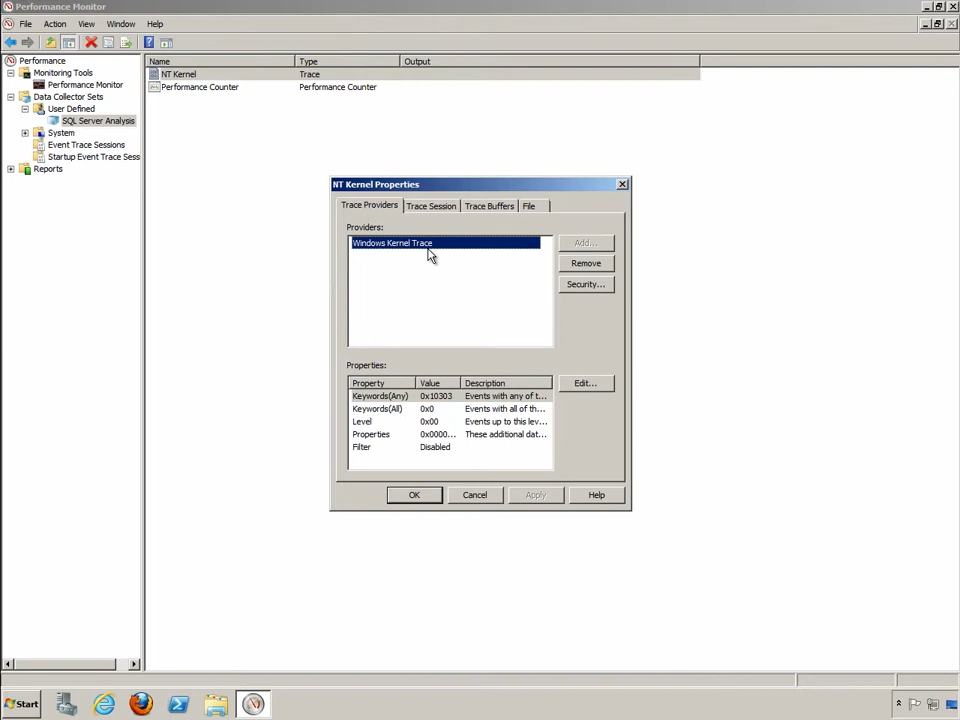 Performance Monitor
File Action View Window Help
Performance
Monitoring Tools
Performance Monitor
Data Collector Sets
User Defined
SQL Server Analysis
System
Event Trace Sessions
Startup Event Trace Sess
Reports
Name Type Output
NT Kernel Trace
Performance Counter Performance Counter
NT Kernel Properties
Trace Providers Trace Session Trace Buffers File
Providers:
Windows Kernel Trace
Add...
Remove
Security...
Properties:
Property Value Description
Keywords(Any) 0x10303 Events with any of t...
Keywords(All) 0x0 Events with all of th...
Level 0x00 Events up to this lev...
Properties 0x0000... These additional dat...
Filter Disabled
Edit...
OK Cancel Apply Help
Start